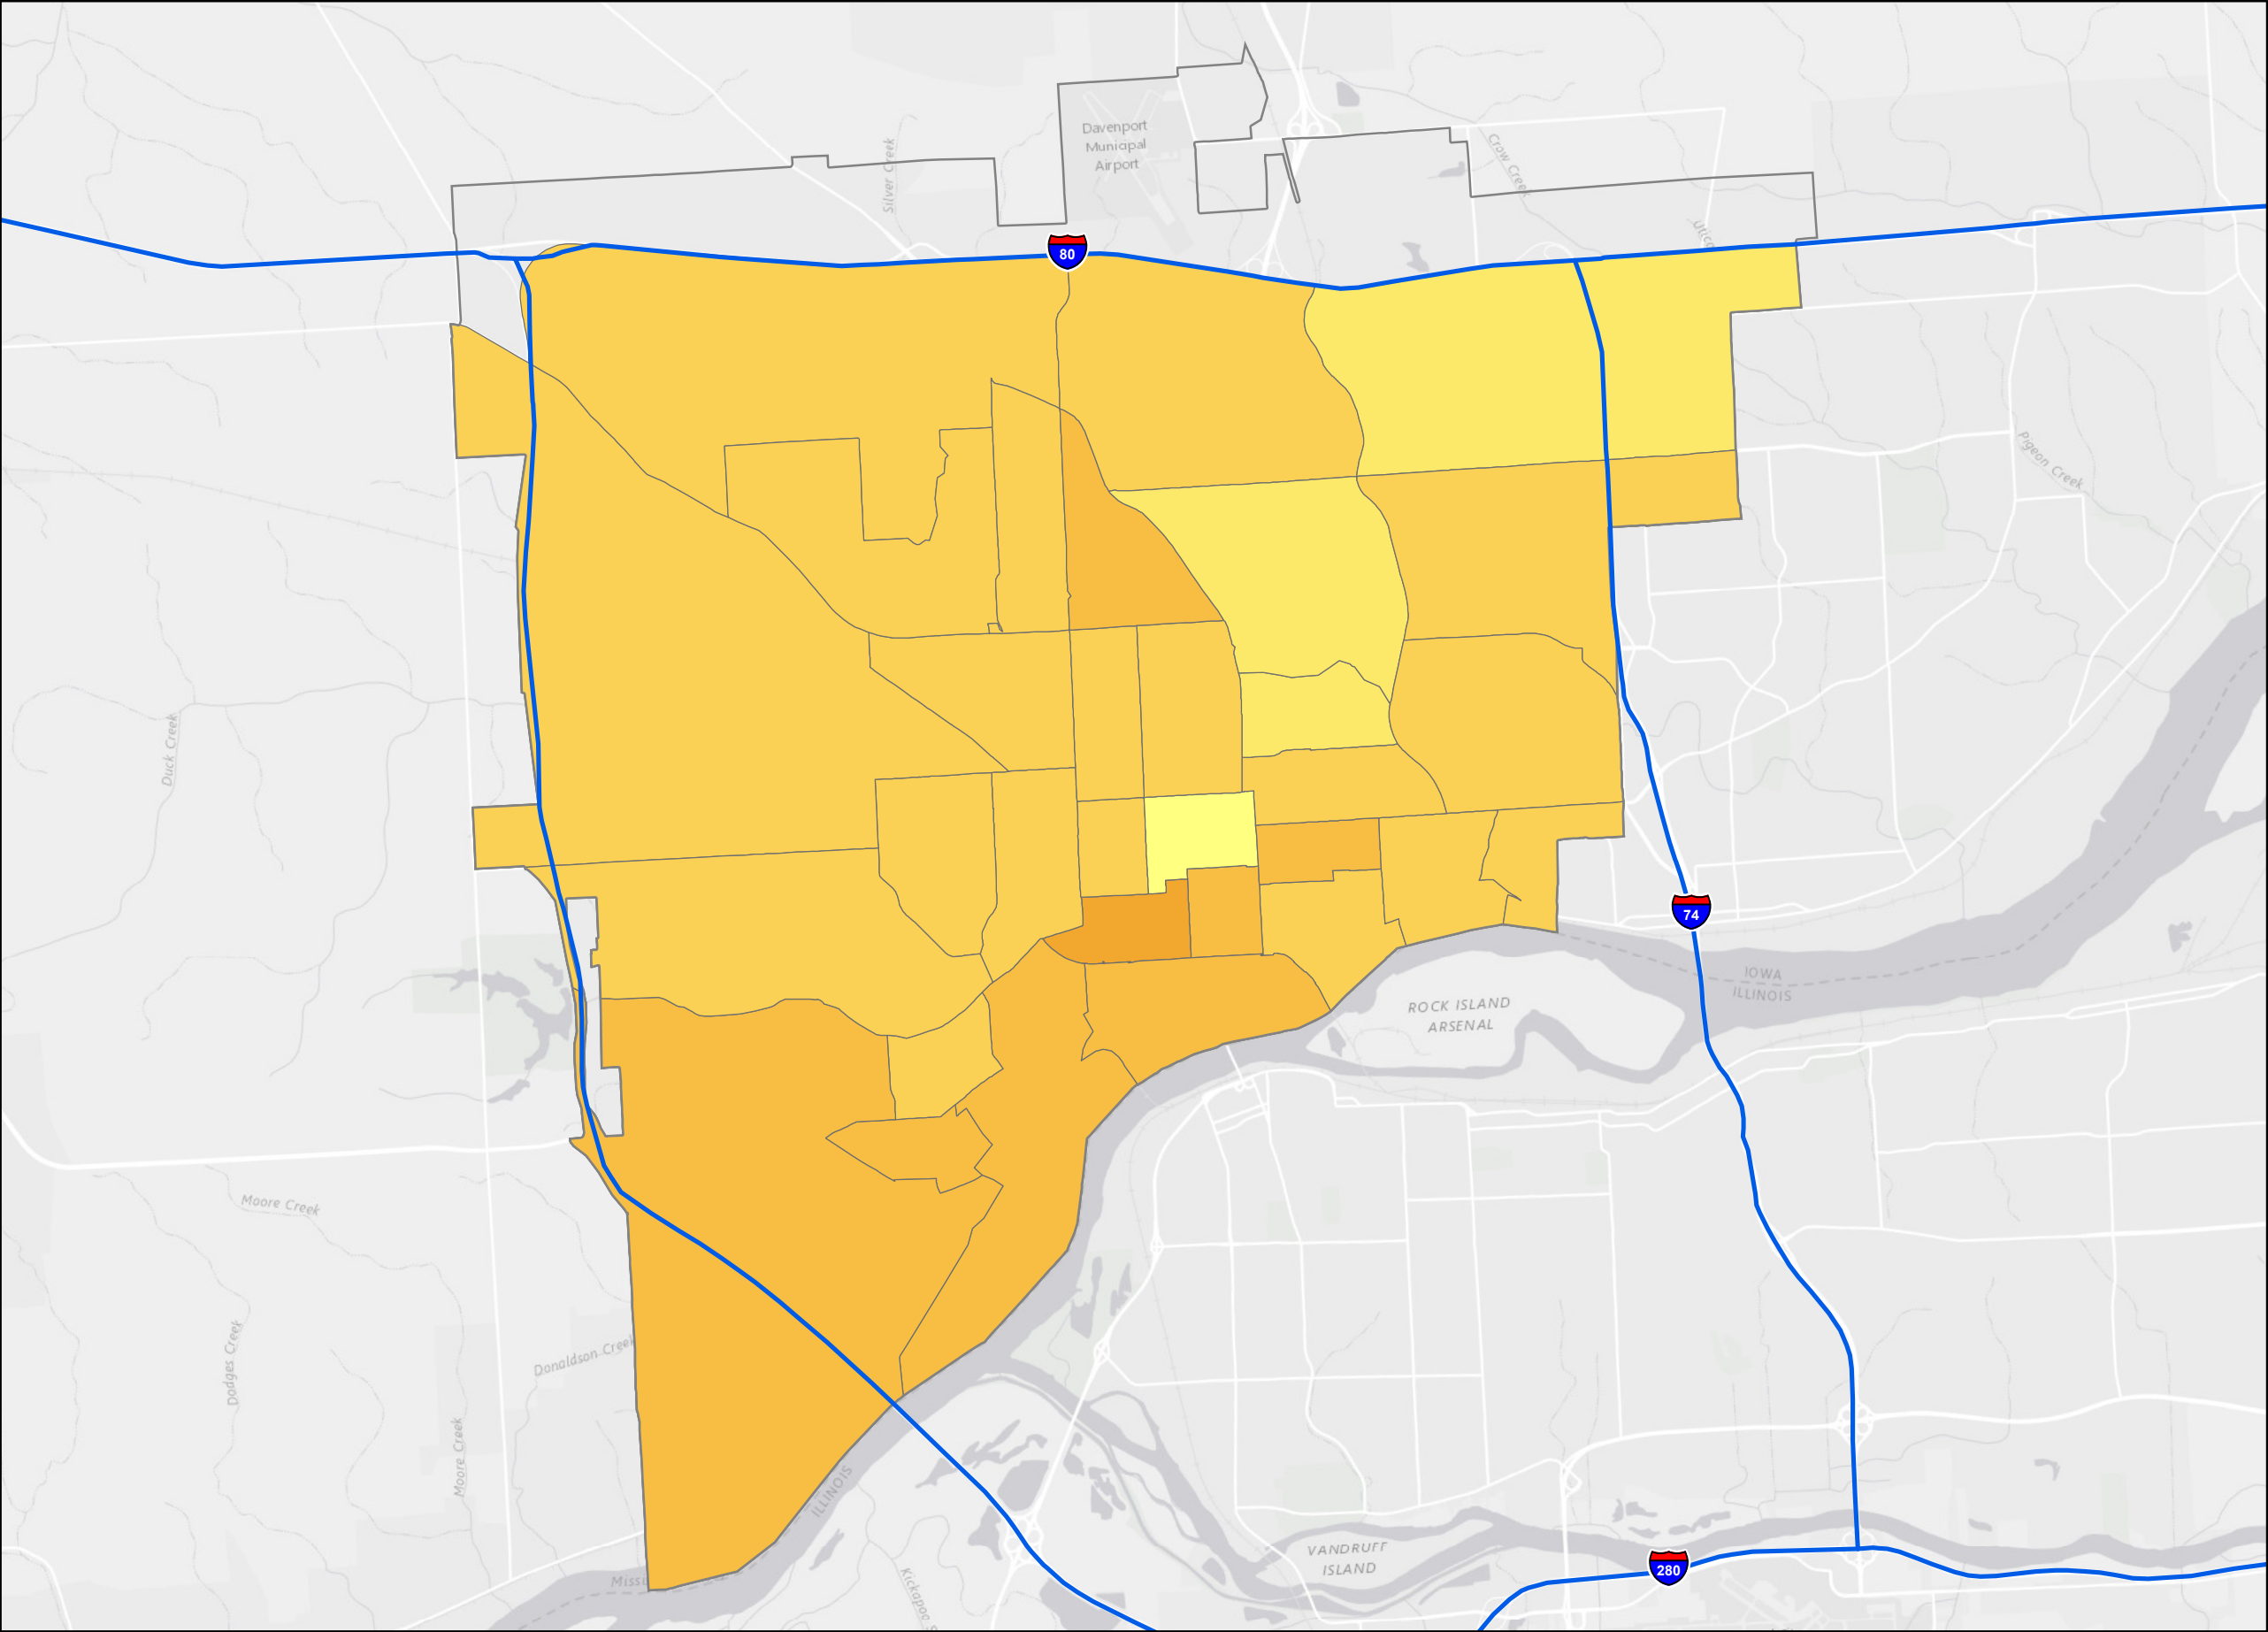 Davenport
Municipal
Airport
Silver Creek
Crow Creek
80
Pigeon Creek
Duck Creek
74
IOWA
ILLINOIS
ROCK ISLAND
ARSENAL
Moore Creek
Donaldson Creek
Dodges Creek
Moore Creek
ILLINOIS
VANDRUFF
ISLAND
280
Kickapoo